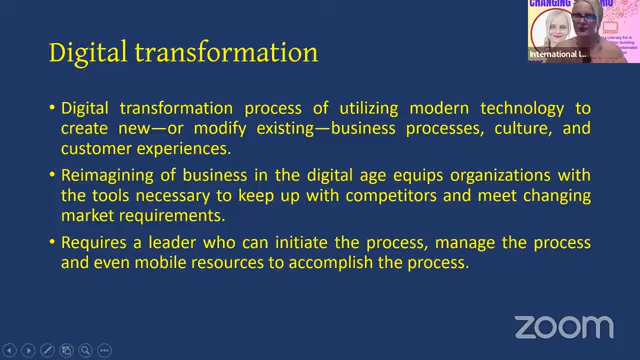 Digital transformation
• Digital transformation process of utilizing modern technology to
create new—or modify existing—business processes, culture, and
customer experiences.
• Reimagining of business in the digital age equips organizations with
the tools necessary to keep up with competitors and meet changing
market requirements.
• Requires a leader who can initiate the process, manage the process
and even mobile resources to accomplish the process.
CHANGING
Literacy For A
Building
International l...
zoom